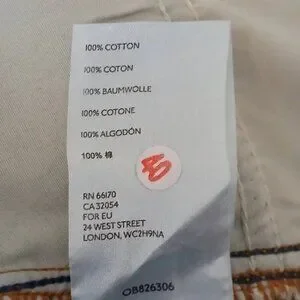 100% COTTON
100% COTON
100% BAUMWOLLE
100% COTONE
100% ALGODÓN
100% 棉
RN 66170
CA 32054
FOR EU
24 WEST STREET
LONDON, WC2H9NA
OB826306